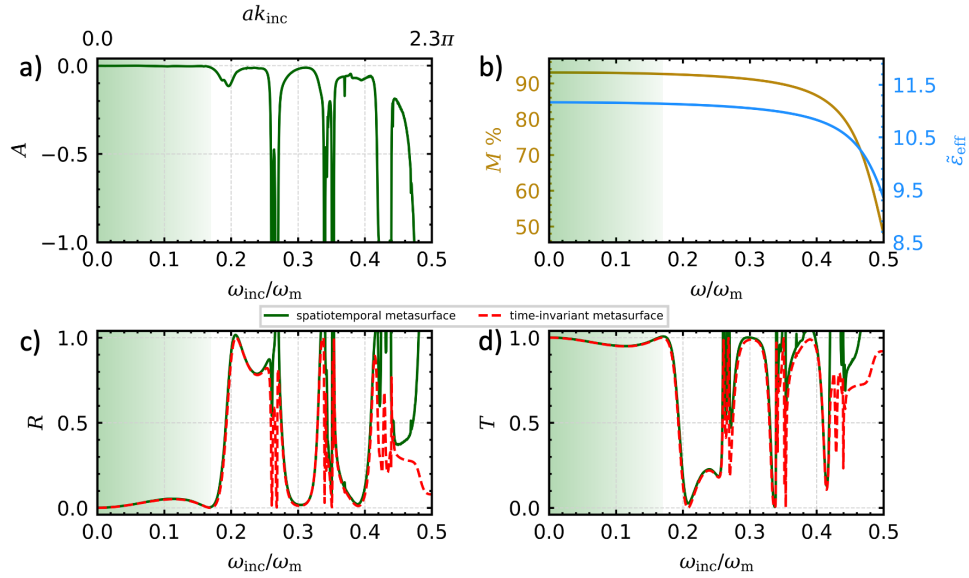 ak_inc
0.0 2.3π
a) b)
0.0
−0.5
−1.0
A
0.0 0.1 0.2 0.3 0.4 0.5
ω_inc/ω_m
90
80
70
60
50
M %
11.5
10.5
9.5
8.5
ε̃_eff
0.0 0.1 0.2 0.3 0.4 0.5
ω/ω_m
spatiotemporal metasurface time-invariant metasurface
c) d)
1.0
0.5
0.0
R
0.0 0.1 0.2 0.3 0.4 0.5
ω_inc/ω_m
1.0
0.5
0.0
T
0.0 0.1 0.2 0.3 0.4 0.5
ω_inc/ω_m